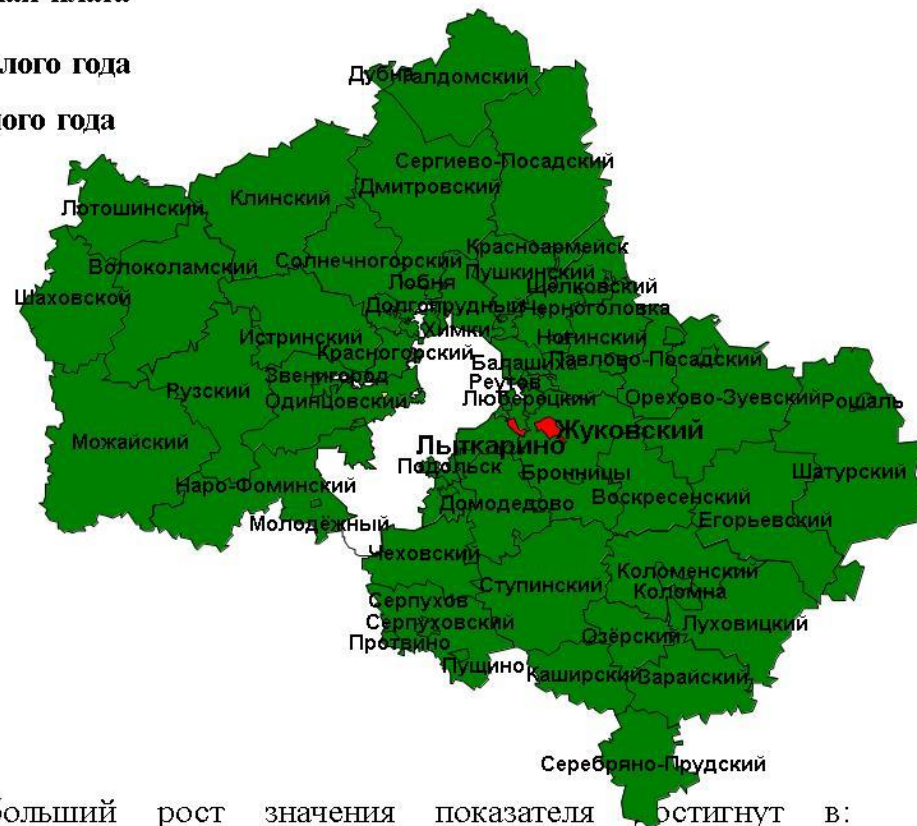 плата
лого года
ого года
Дубна
Талдомский
Сергиево-Посадский
Дмитровский
Клинский
Лотошинский
Красноармейск
Солнечногорский
Пушкинский
Волоколамский
Лобня
Щёлковский
Шаховской
Долгопрудный
Черноголовка
Химки
Истринский
Ногинский
Красногорский
Балашиха
Павлово-Посадский
Звенигород
Реутов
Рузский
Люберецкий
Орехово-Зуевский
Рошаль
Одинцовский
Жуковский
Можайский
Лыткарино
Подольск
Бронницы
Шатурский
Наро-Фоминский
Воскресенский
Домодедово
Егорьевский
Молодёжный
Чеховский
Коломенский
Ступинский
Коломна
Серпухов
Серпуховский
Луховицкий
Озёрский
Протвино
Пущино
Каширский
Зарайский
Серебряно-Прудский
больший рост значения показателя достигнут в: